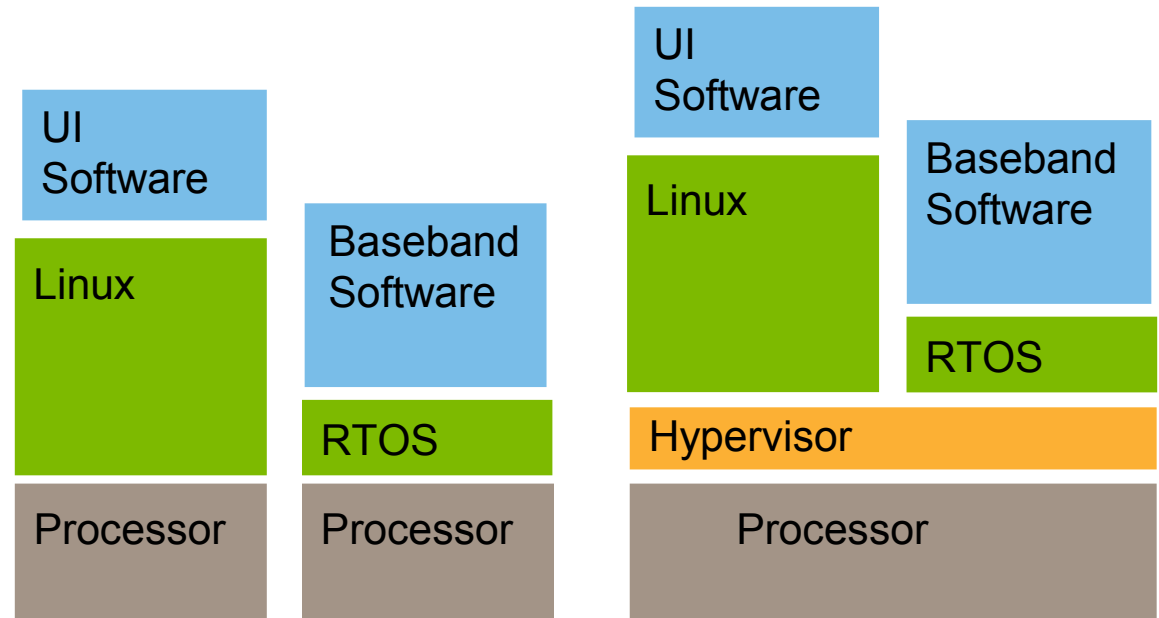 UI
Software
Linux
Processor
Baseband
Software
RTOS
Processor
UI
Software
Linux
Baseband
Software
RTOS
Hypervisor
Processor